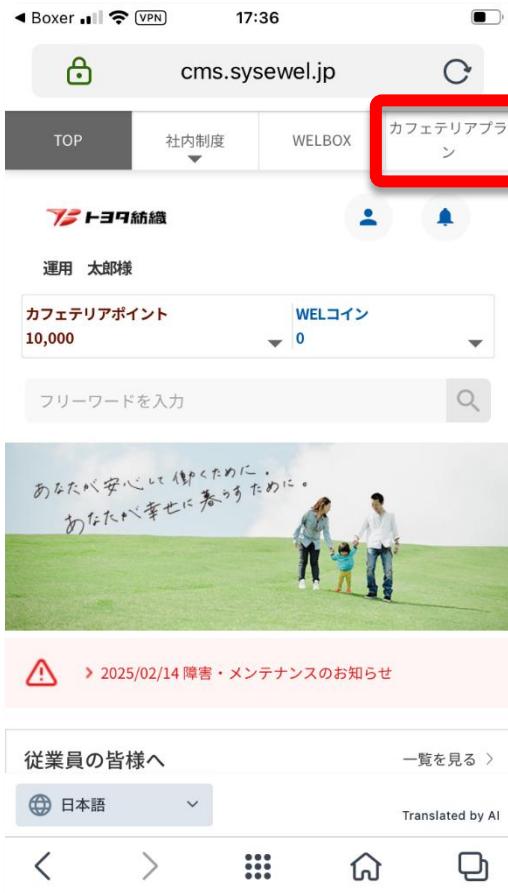 ◀ Boxer VPN 17:36
cms.sysewel.jp
TOP 社内制度 WELBOX カフェテリアプラ
ン
トヨタ紡織
運用 太郎様
カフェテリアポイント WELコイン
10,000 0
フリーワードを入力
あなたが安心して働くために。
あなたが幸せに暮らすために。
> 2025/02/14 障害・メンテナンスのお知らせ
従業員の皆様へ 一覧を見る >
日本語 Translated by AI